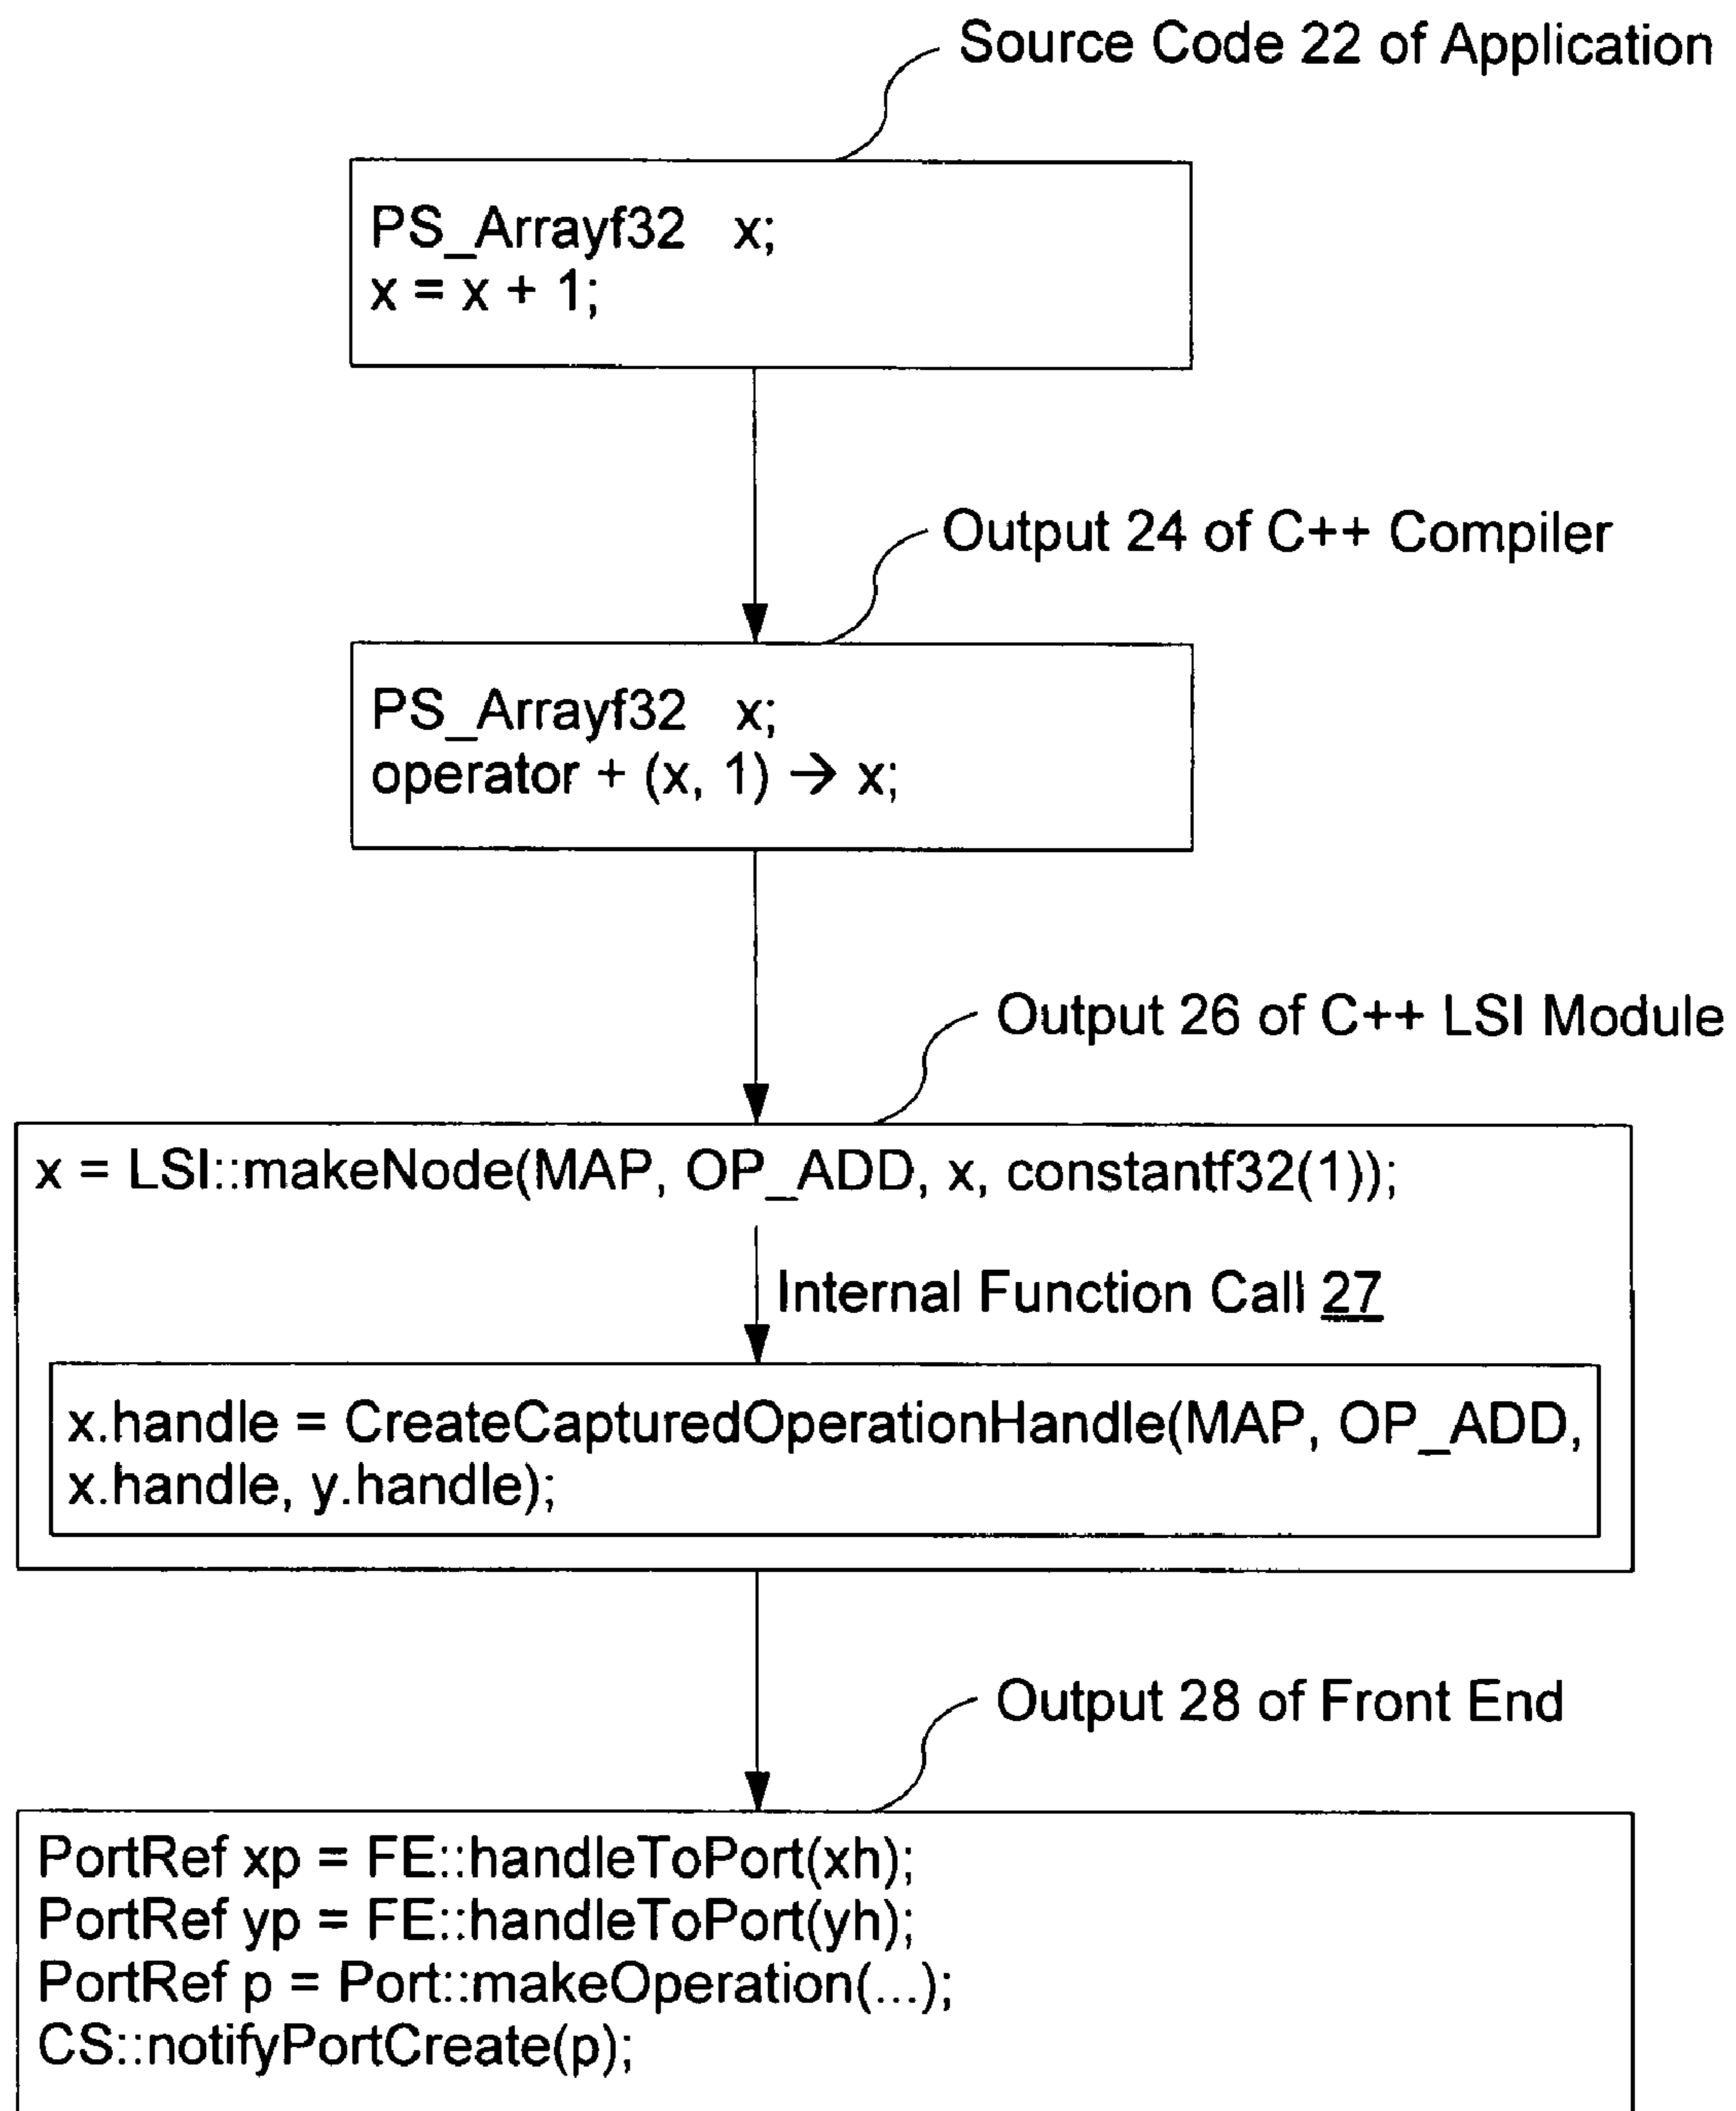 Source Code 22 of Application
PS_Arrayf32 x;
x = x + 1;
Output 24 of C++ Compiler
PS_Arrayf32 x;
operator + (x, 1) → x;
Output 26 of C++ LSI Module
x = LSI::makeNode(MAP, OP_ADD, x, constantf32(1));
Internal Function Call 27
x.handle = CreateCapturedOperationHandle(MAP, OP_ADD,
x.handle, y.handle);
Output 28 of Front End
PortRef xp = FE::handleToPort(xh);
PortRef yp = FE::handleToPort(yh);
PortRef p = Port::makeOperation(...);
CS::notifyPortCreate(p);